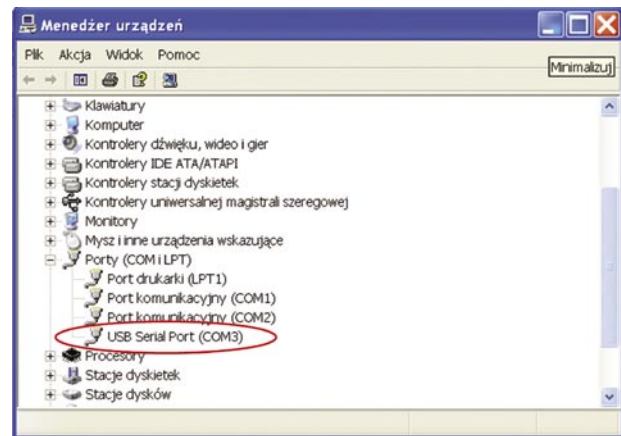 Menedżer urządzeń
Plik Akcja Widok Pomoc
Minimalizuj
Klawiatury
Komputer
Kontrolery dźwięku, wideo i gier
Kontrolery IDE ATA/ATAPI
Kontrolery stacji dyskietek
Kontrolery uniwersalnej magistrali szeregowej
Monitory
Mysz i inne urządzenia wskazujące
Porty (COM i LPT)
Port drukarki (LPT1)
Port komunikacyjny (COM1)
Port komunikacyjny (COM2)
USB Serial Port (COM3)
Procesory
Stacje dyskietek
Stacje dysków